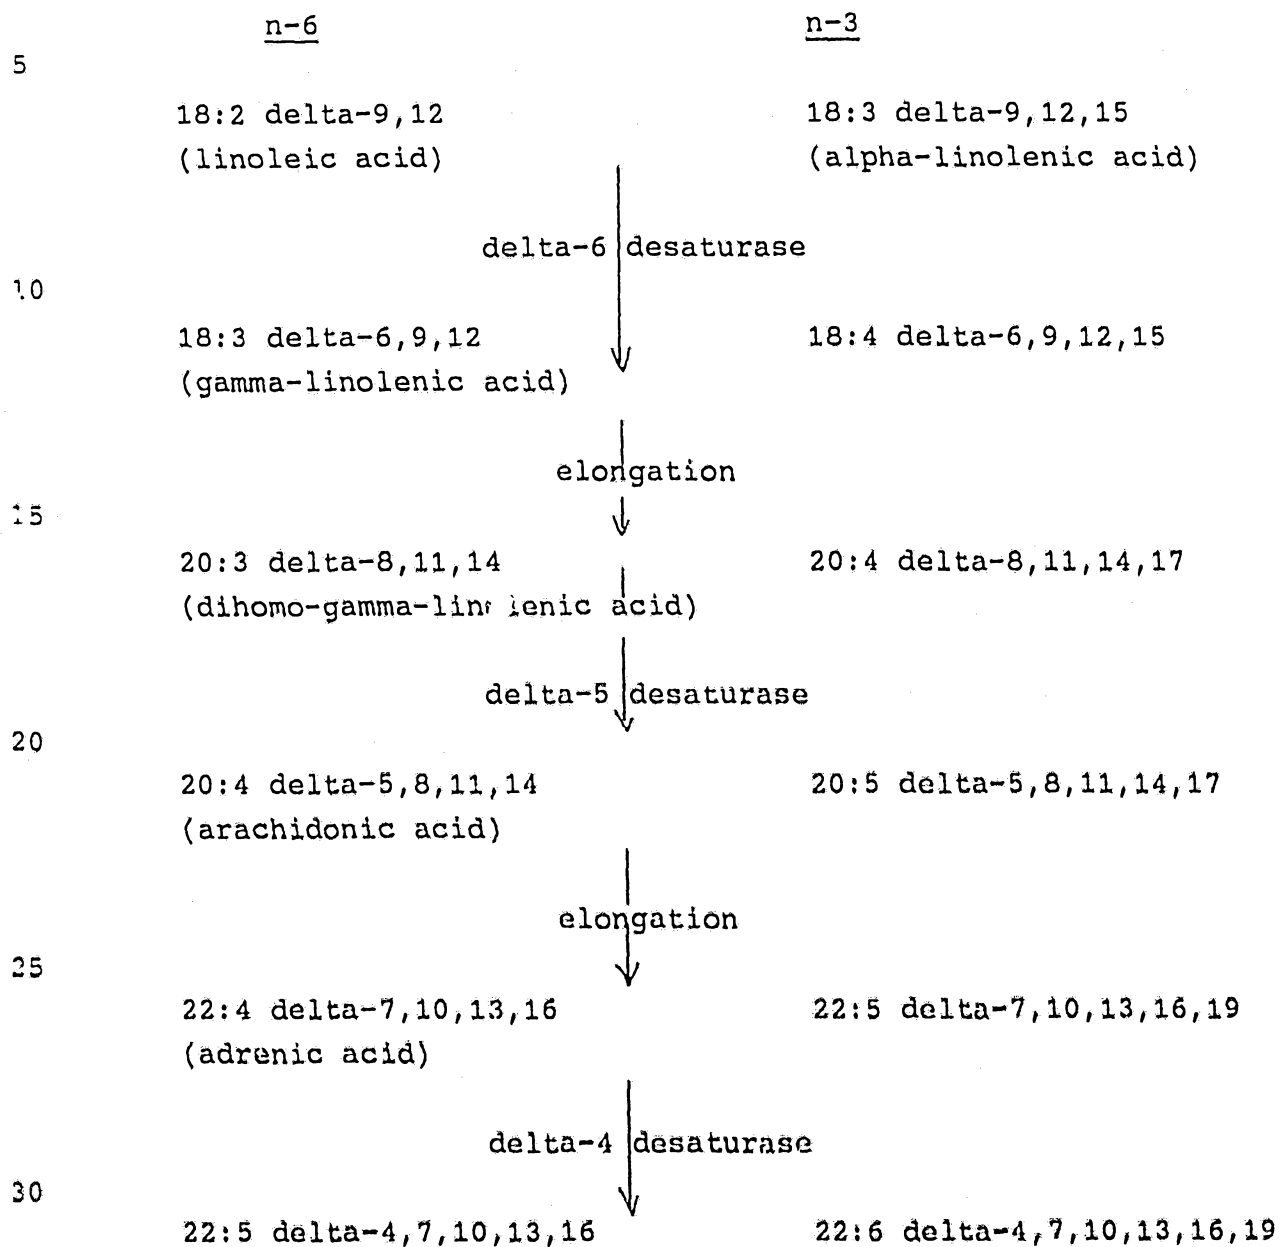 n-6 n-3
5
18:2 delta-9,12 18:3 delta-9,12,15
(linoleic acid) (alpha-linolenic acid)
delta-6 desaturase
10
18:3 delta-6,9,12 18:4 delta-6,9,12,15
(gamma-linolenic acid)
elongation
15
20:3 delta-8,11,14 20:4 delta-8,11,14,17
(dihomo-gamma- acid)
delta-5 desaturase
20
20:4 delta-5,8,11,14 20:5 delta-5,8,11,14,17
(arachidonic acid)
elongation
25
22:4 delta-7,10,13,16 22:5 delta-7,10,13,16,19
(adrenic acid)
delta-4 desaturase
30
22:5 delta-4,7,10,13,16 22:6 delta-4,7,10,13,16,19